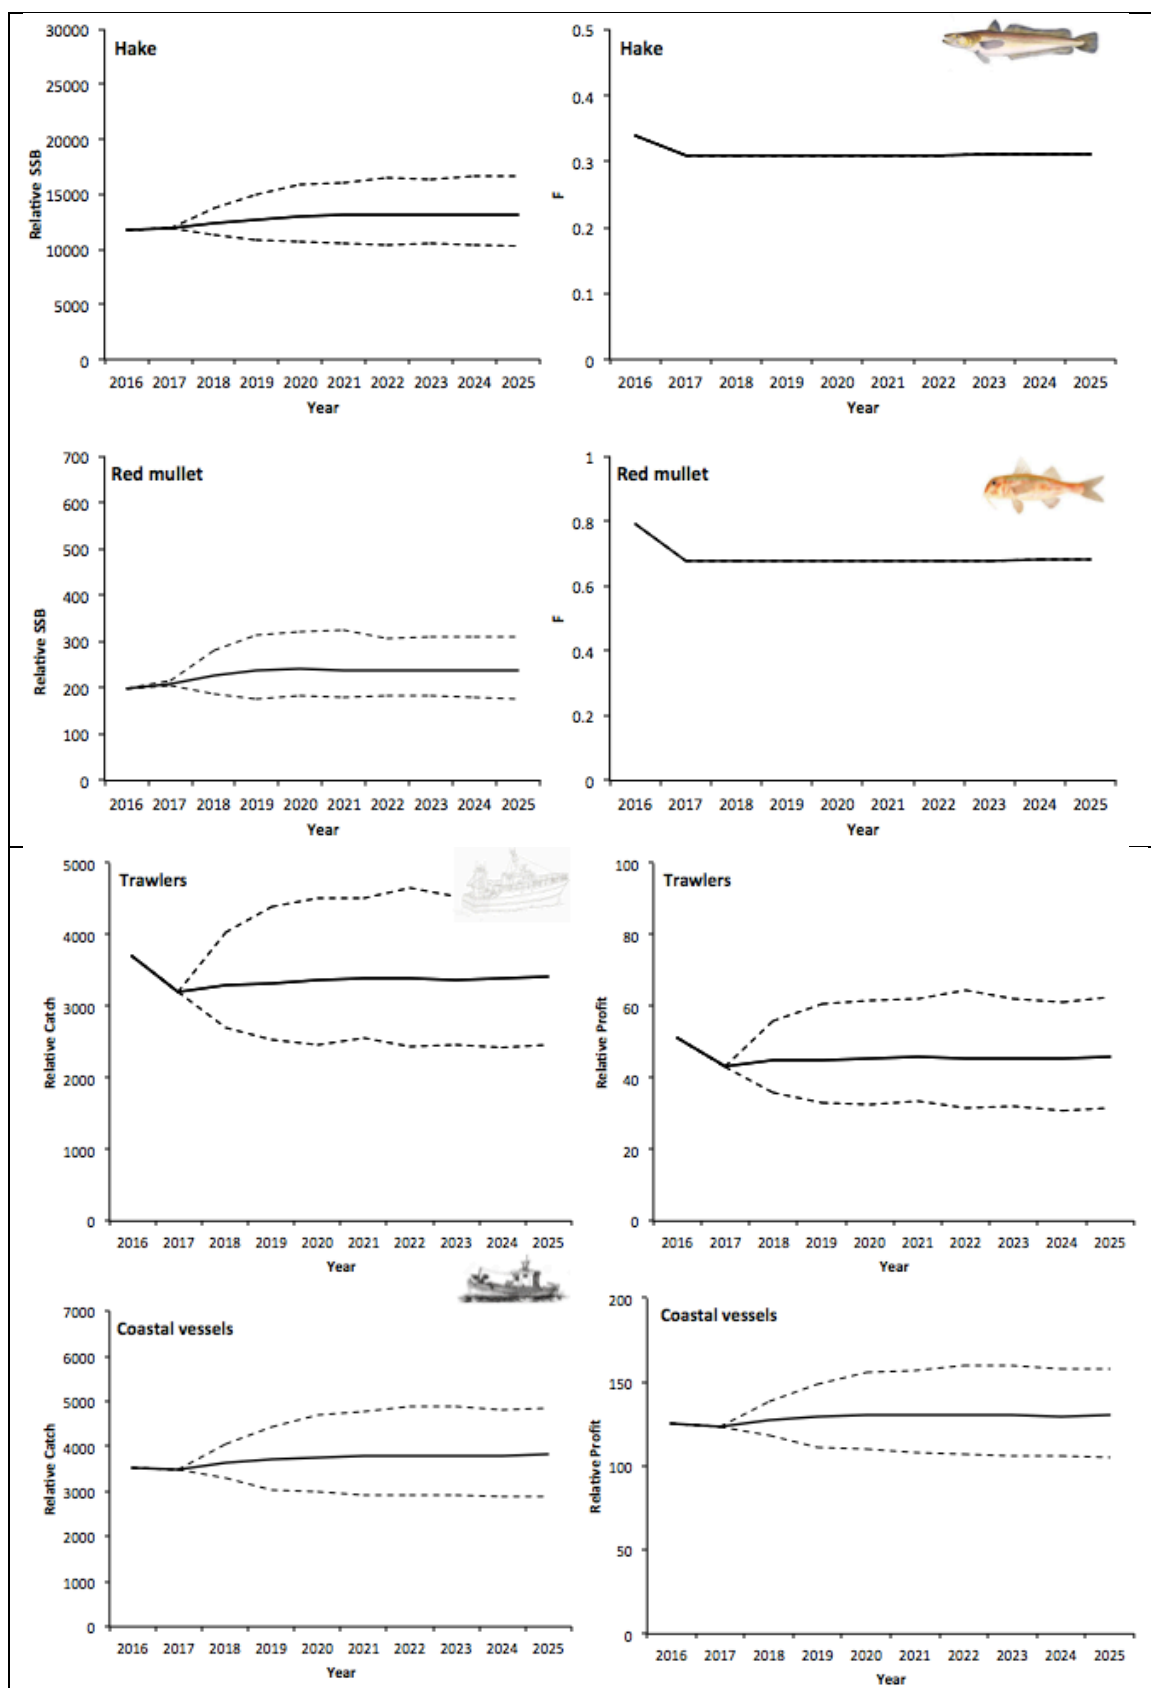 Hake
30000
25000
20000
15000
10000
5000
0
Relative SSB
2016 2017 2018 2019 2020 2021 2022 2023 2024 2025
Year
Hake
0.5
0.4
0.3
0.2
0.1
0
F
2016 2017 2018 2019 2020 2021 2022 2023 2024 2025
Year
Red mullet
700
600
500
400
300
200
100
0
Relative SSB
2016 2017 2018 2019 2020 2021 2022 2023 2024 2025
Year
Red mullet
1
0.8
0.6
0.4
0.2
0
F
2016 2017 2018 2019 2020 2021 2022 2023 2024 2025
Year
Trawlers
5000
4000
3000
2000
1000
0
Relative Catch
2016 2017 2018 2019 2020 2021 2022 2023 2024 2025
Year
Trawlers
100
80
60
40
20
0
Relative Profit
2016 2017 2018 2019 2020 2021 2022 2023 2024 2025
Year
Coastal vessels
7000
6000
5000
4000
3000
2000
1000
0
Relative Catch
2016 2017 2018 2019 2020 2021 2022 2023 2024 2025
Year
Coastal vessels
200
150
100
50
0
Relative Profit
2016 2017 2018 2019 2020 2021 2022 2023 2024 2025
Year